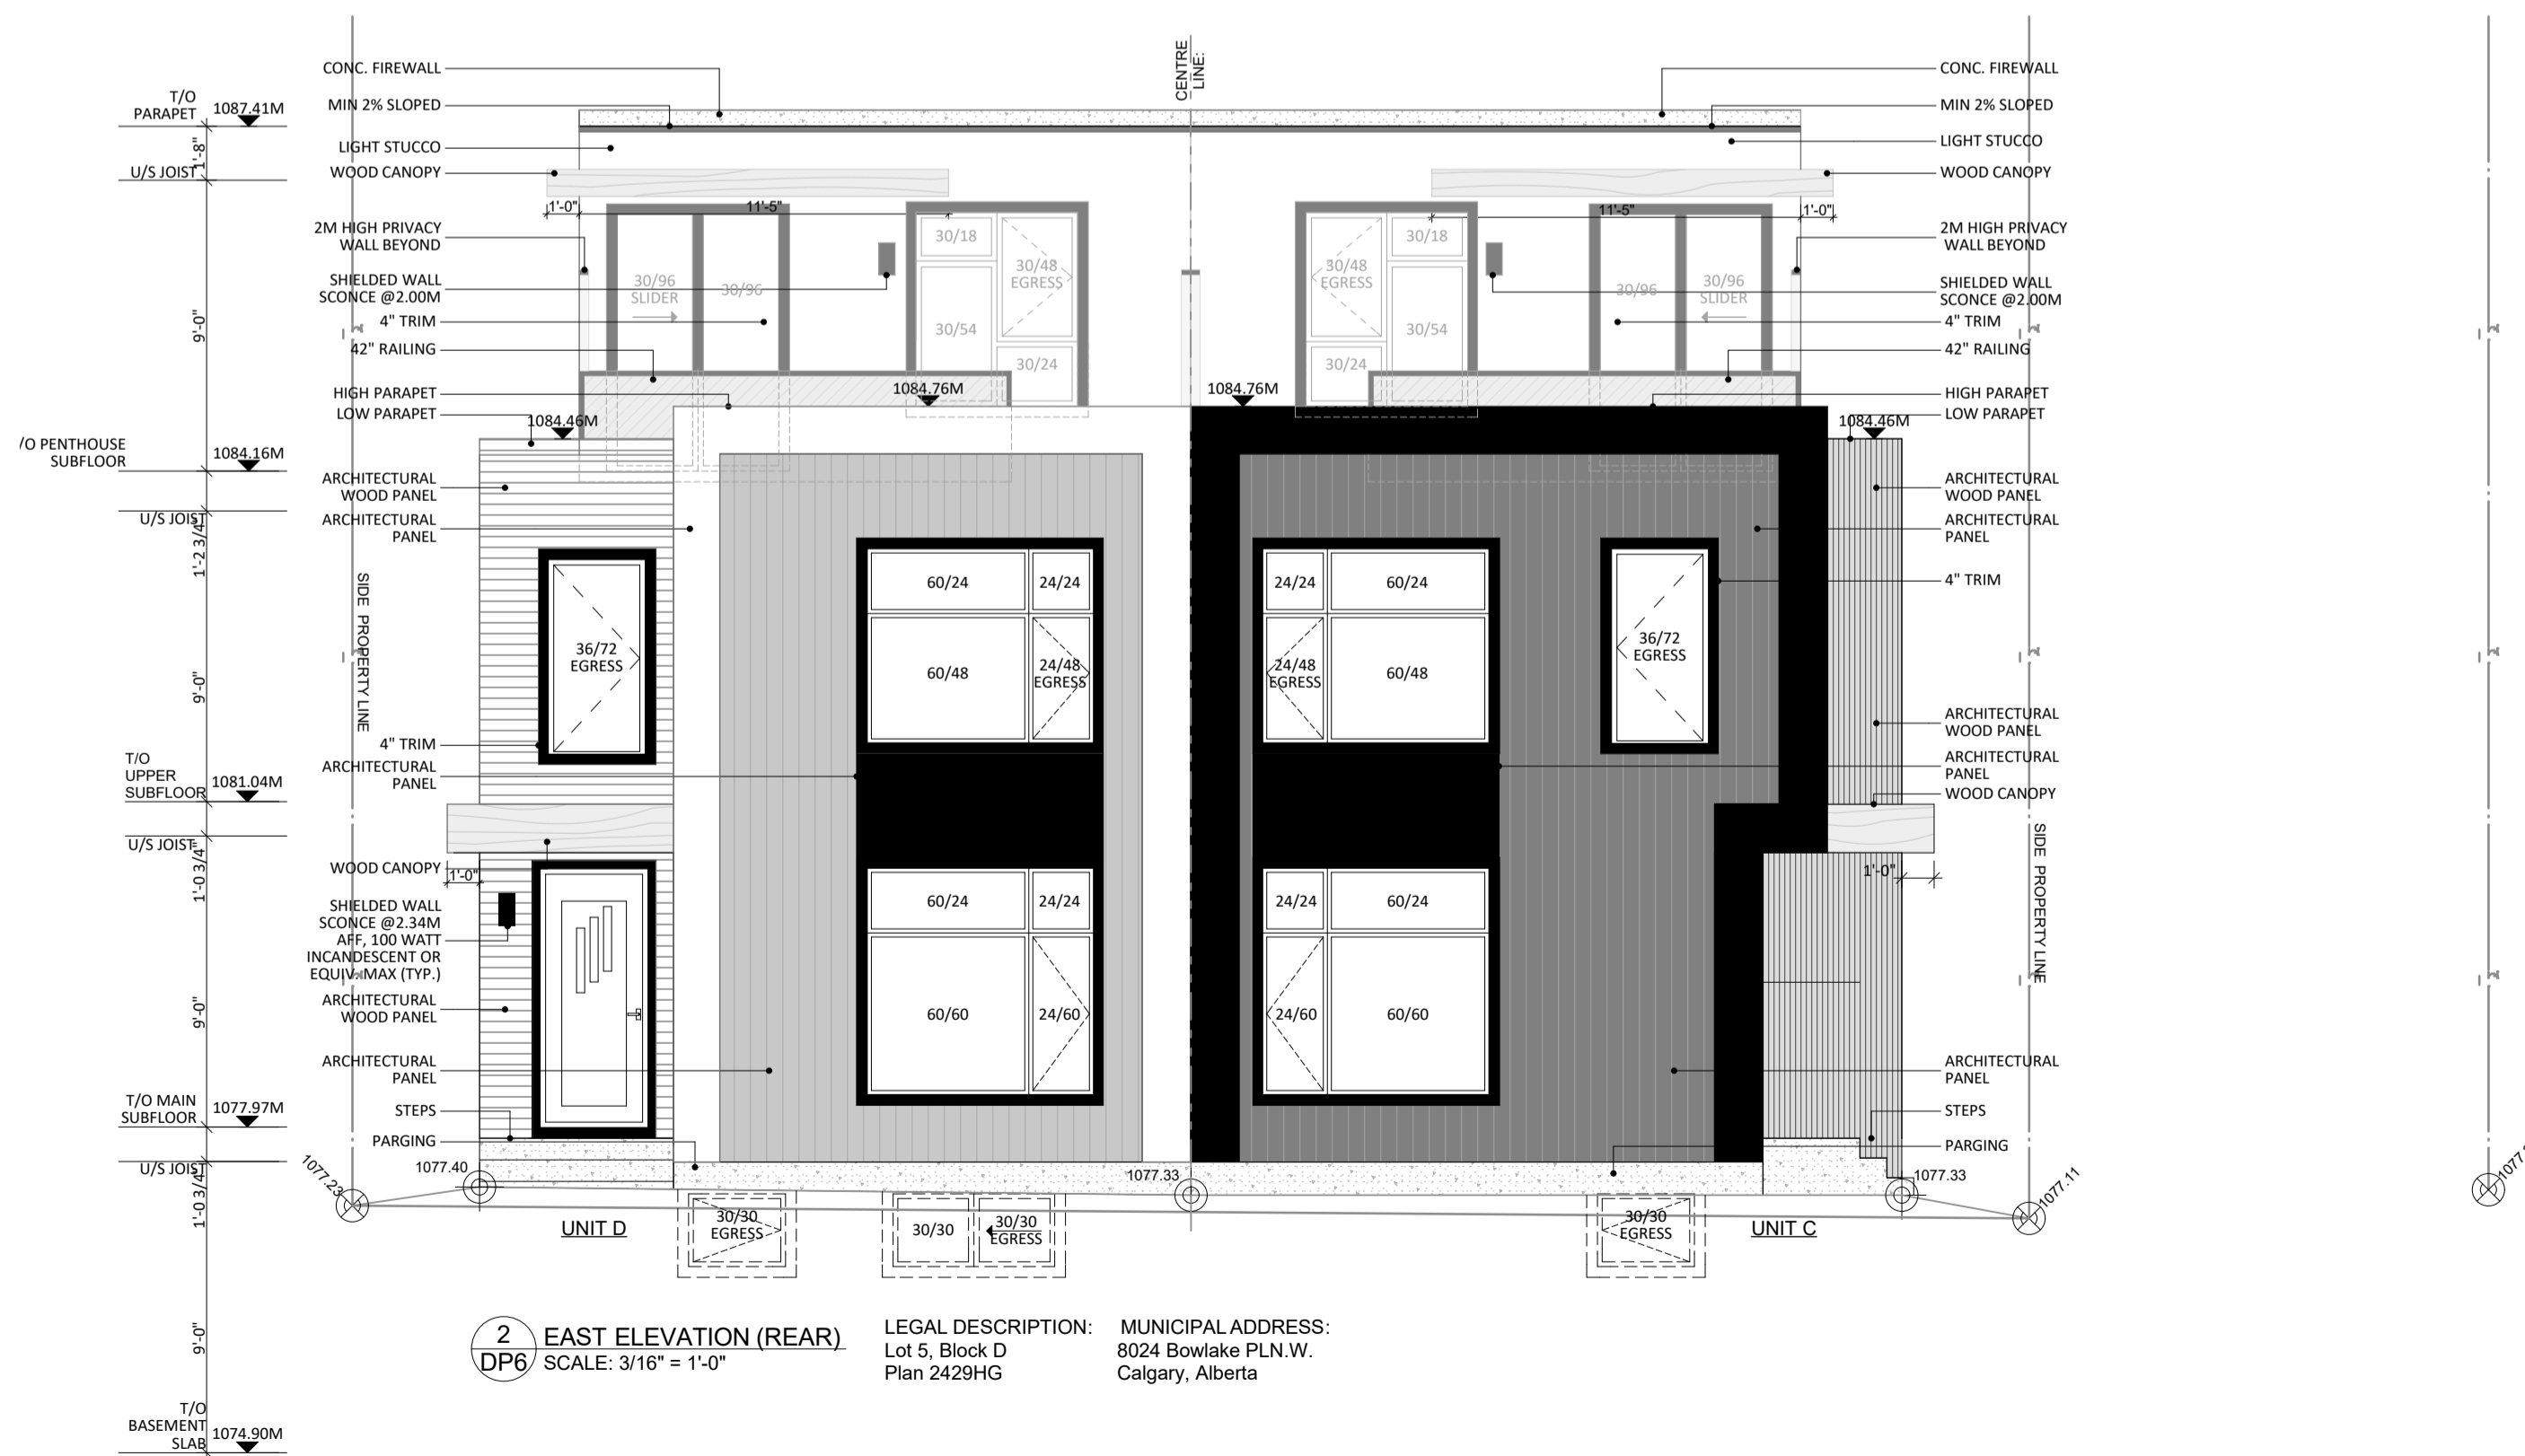 CENTRE
LINE:
T/O
PARAPET
1087.41M
1'-8"
U/S JOIST
9'-0"
SUBFLOOR
1084.16M
U/S JOIST
1'-2 3/4"
9'-0"
T/O
UPPER
SUBFLOOR
1081.04M
U/S JOIST
1'-0 3/4"
9'-0"
T/O MAIN
SUBFLOOR
1077.97M
U/S JOIST
1'-0 3/4"
9'-0"
T/O
BASEMENT
SLAB
1074.90M
CONC. FIREWALL
MIN 2% SLOPED
LIGHT STUCCO
WOOD CANOPY
2M HIGH PRIVACY
WALL BEYOND
SHIELDED WALL
SCONCE @2.00M
4" TRIM
42" RAILING
HIGH PARAPET
LOW PARAPET
ARCHITECTURAL
WOOD PANEL
ARCHITECTURAL
PANEL
SIDE PROPERTY LINE
4" TRIM
ARCHITECTURAL
PANEL
WOOD CANOPY
SHIELDED WALL
SCONCE @2.34M
AFF, 100 WATT
INCANDESCENT OR
EQUIV. MAX (TYP.)
ARCHITECTURAL
WOOD PANEL
ARCHITECTURAL
PANEL
STEPS
PARGING
1077.23
1077.40
1'-0"
11'-5"
30/96
SLIDER
30/96
30/18
30/48
EGRESS
30/54
30/24
1084.76M
1084.46M
36/72
EGRESS
60/24
24/24
60/48
24/48
EGRESS
1'-0"
60/24
24/24
60/60
24/60
1077.33
30/30
EGRESS
30/30
30/30
EGRESS
UNIT D
11'-5"
1'-0"
30/48
EGRESS
30/18
30/54
30/24
30/96
30/96
SLIDER
1084.76M
1084.46M
24/24
60/24
24/48
EGRESS
60/48
36/72
EGRESS
24/24
60/24
24/60
60/60
1'-0"
30/30
EGRESS
UNIT C
1077.33
1077.11
CONC. FIREWALL
MIN 2% SLOPED
LIGHT STUCCO
WOOD CANOPY
2M HIGH PRIVACY
WALL BEYOND
SHIELDED WALL
SCONCE @2.00M
4" TRIM
42" RAILING
HIGH PARAPET
LOW PARAPET
ARCHITECTURAL
WOOD PANEL
ARCHITECTURAL
PANEL
4" TRIM
ARCHITECTURAL
WOOD PANEL
ARCHITECTURAL
PANEL
WOOD CANOPY
SIDE PROPERTY LINE
ARCHITECTURAL
PANEL
STEPS
PARGING
2
DP6
EAST ELEVATION (REAR)
SCALE: 3/16" = 1'-0"
LEGAL DESCRIPTION:
Lot 5, Block D
Plan 2429HG
MUNICIPAL ADDRESS:
8024 Bowlake PLN.W.
Calgary, Alberta